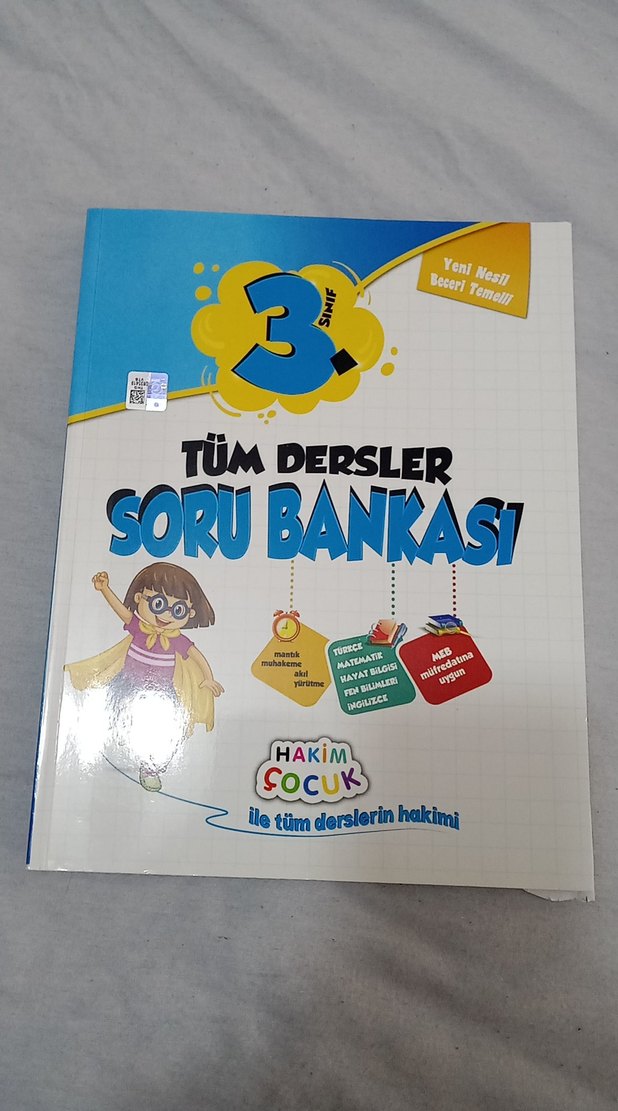 Yeni Nesil
Beceri Temelli
3.
SINIF
TÜM DERSLER
SORU BANKASI
mantık
muhakeme
akıl
yürütme
TÜRKÇE
MATEMATİK
HAYAT BİLGİSİ
FEN BİLİMLERİ
İNGİLİZCE
MEB
müfredatına
uygun
HAKİM
ÇOCUK
ile tüm derslerin hakimi